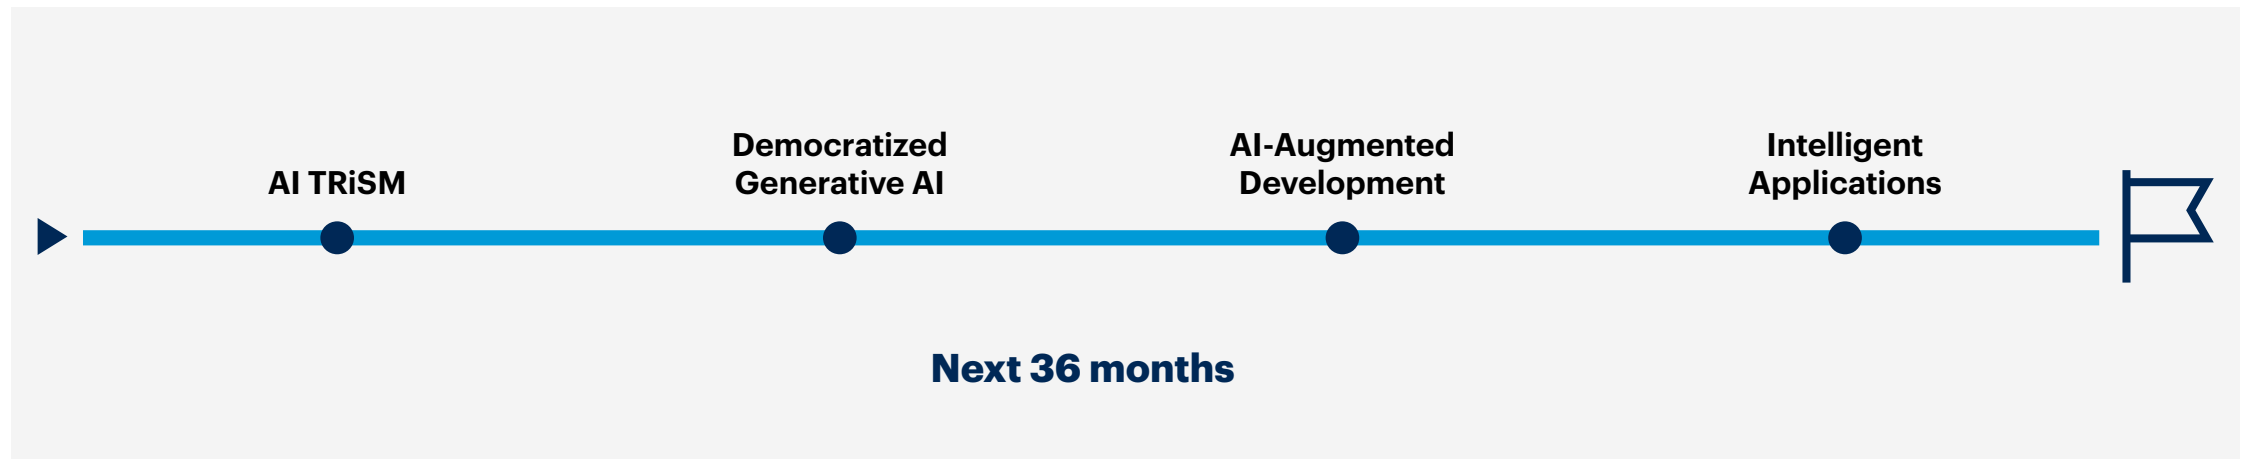 AI TRiSM
Democratized
Generative AI
AI-Augmented
Development
Intelligent
Applications
Next 36 months